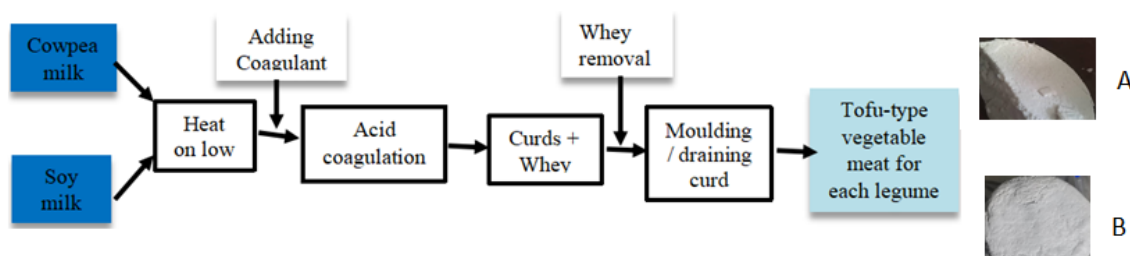 Cowpea
milk
Soy
milk
Heat
on low
Adding
Coagulant
Acid
coagulation
Curds +
Whey
Whey
removal
Moulding
/ draining
curd
Tofu-type
vegetable
meat for
each legume
A
B